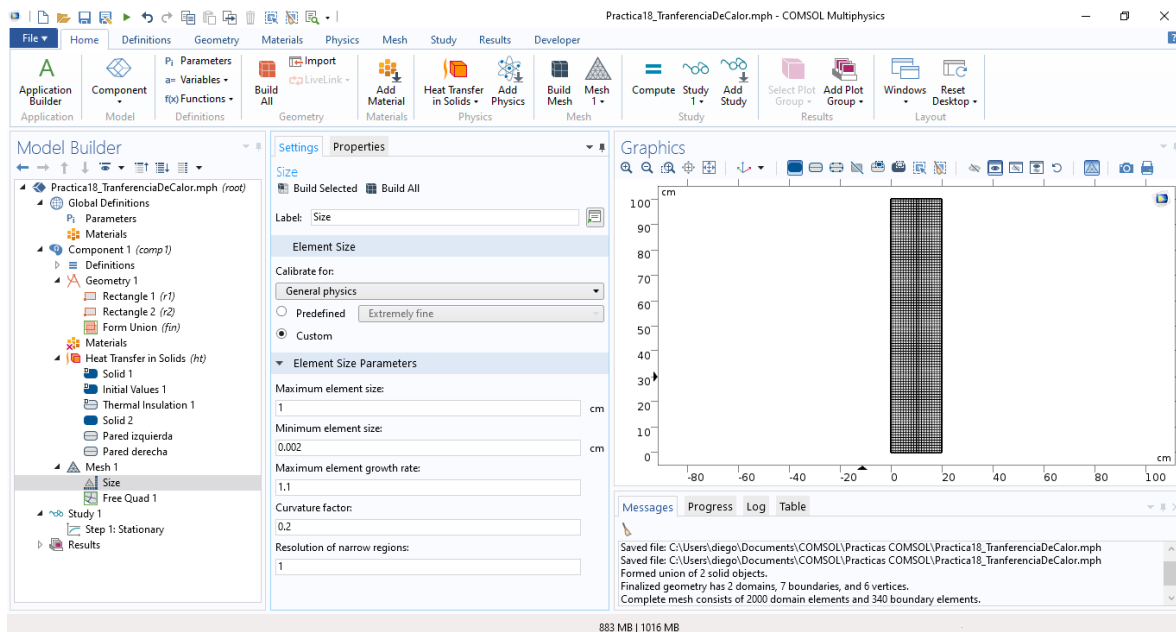 Practica18_TranferenciaDeCalor.mph - COMSOL Multiphysics
File Home Definitions Geometry Materials Physics Mesh Study Results Developer
Application Builder
Component
Pi Parameters
a= Variables
f(x) Functions
Build All
Import
LiveLink
Add Material
Heat Transfer in Solids
Add Physics
Build Mesh
Mesh 1
Compute
Study 1
Add Study
Select Plot Group
Add Plot Group
Windows
Reset Desktop
Application Model Definitions Geometry Materials Physics Mesh Study Results Layout
Model Builder
Practica18_TranferenciaDeCalor.mph (root)
Global Definitions
Pi Parameters
Materials
Component 1 (comp1)
Definitions
Geometry 1
Rectangle 1 (r1)
Rectangle 2 (r2)
Form Union (fin)
Materials
Heat Transfer in Solids (ht)
Solid 1
Initial Values 1
Thermal Insulation 1
Solid 2
Pared izquierda
Pared derecha
Mesh 1
Size
Free Quad 1
Study 1
Step 1: Stationary
Results
Settings Properties
Size
Build Selected Build All
Label: Size
Element Size
Calibrate for:
General physics
Predefined Extremely fine
Custom
Element Size Parameters
Maximum element size:
1 cm
Minimum element size:
0.002 cm
Maximum element growth rate:
1.1
Curvature factor:
0.2
Resolution of narrow regions:
1
Graphics
cm
100
90
80
70
60
50
40
30
20
10
0
cm
-80 -60 -40 -20 0 20 40 60 80 100
Messages Progress Log Table
Saved file: C:\Users\diego\Documents\COMSOL\Practicas COMSOL\Practica18_TranferenciaDeCalor.mph
Saved file: C:\Users\diego\Documents\COMSOL\Practicas COMSOL\Practica18_TranferenciaDeCalor.mph
Formed union of 2 solid objects.
Finalized geometry has 2 domains, 7 boundaries, and 6 vertices.
Complete mesh consists of 2000 domain elements and 340 boundary elements.
883 MB | 1016 MB